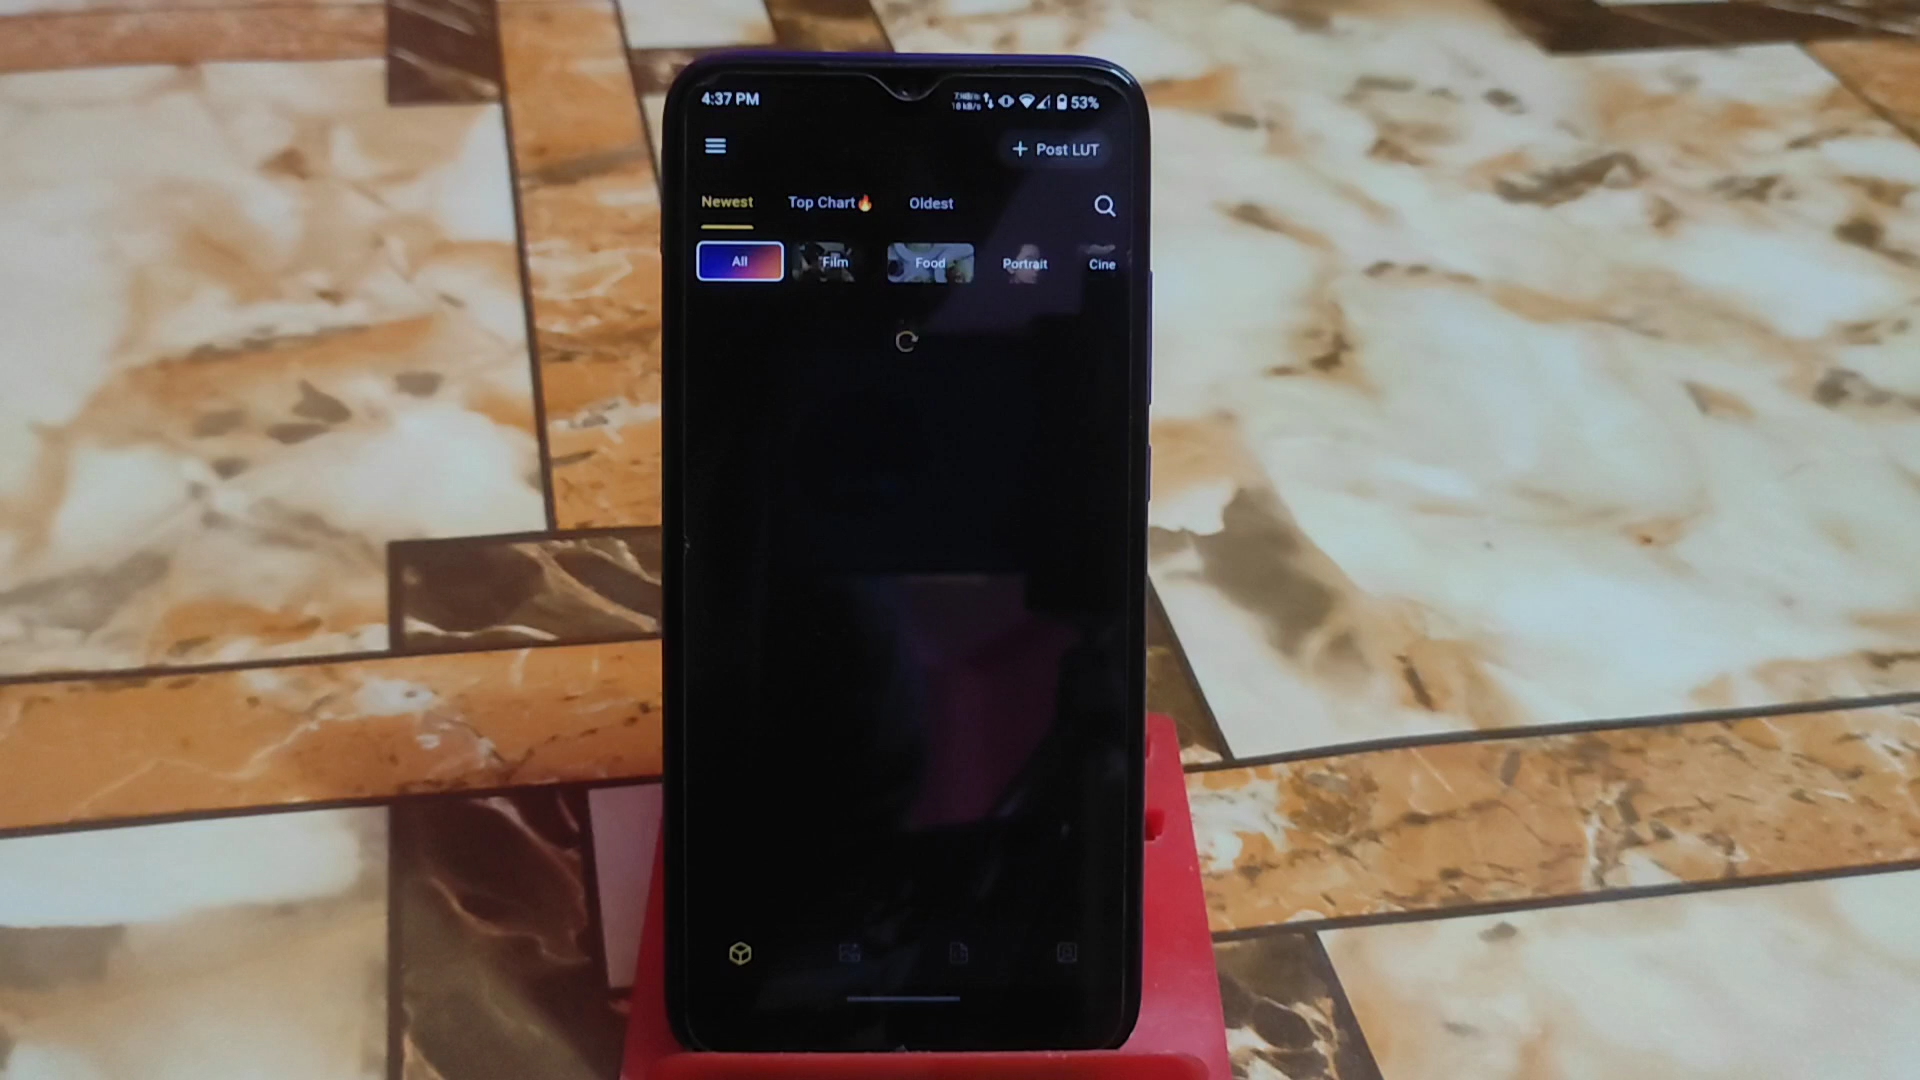 4:37 PM
53%
+ Post LUT
Newest Top Chart🔥 Oldest
All Film Food Portrait Cine